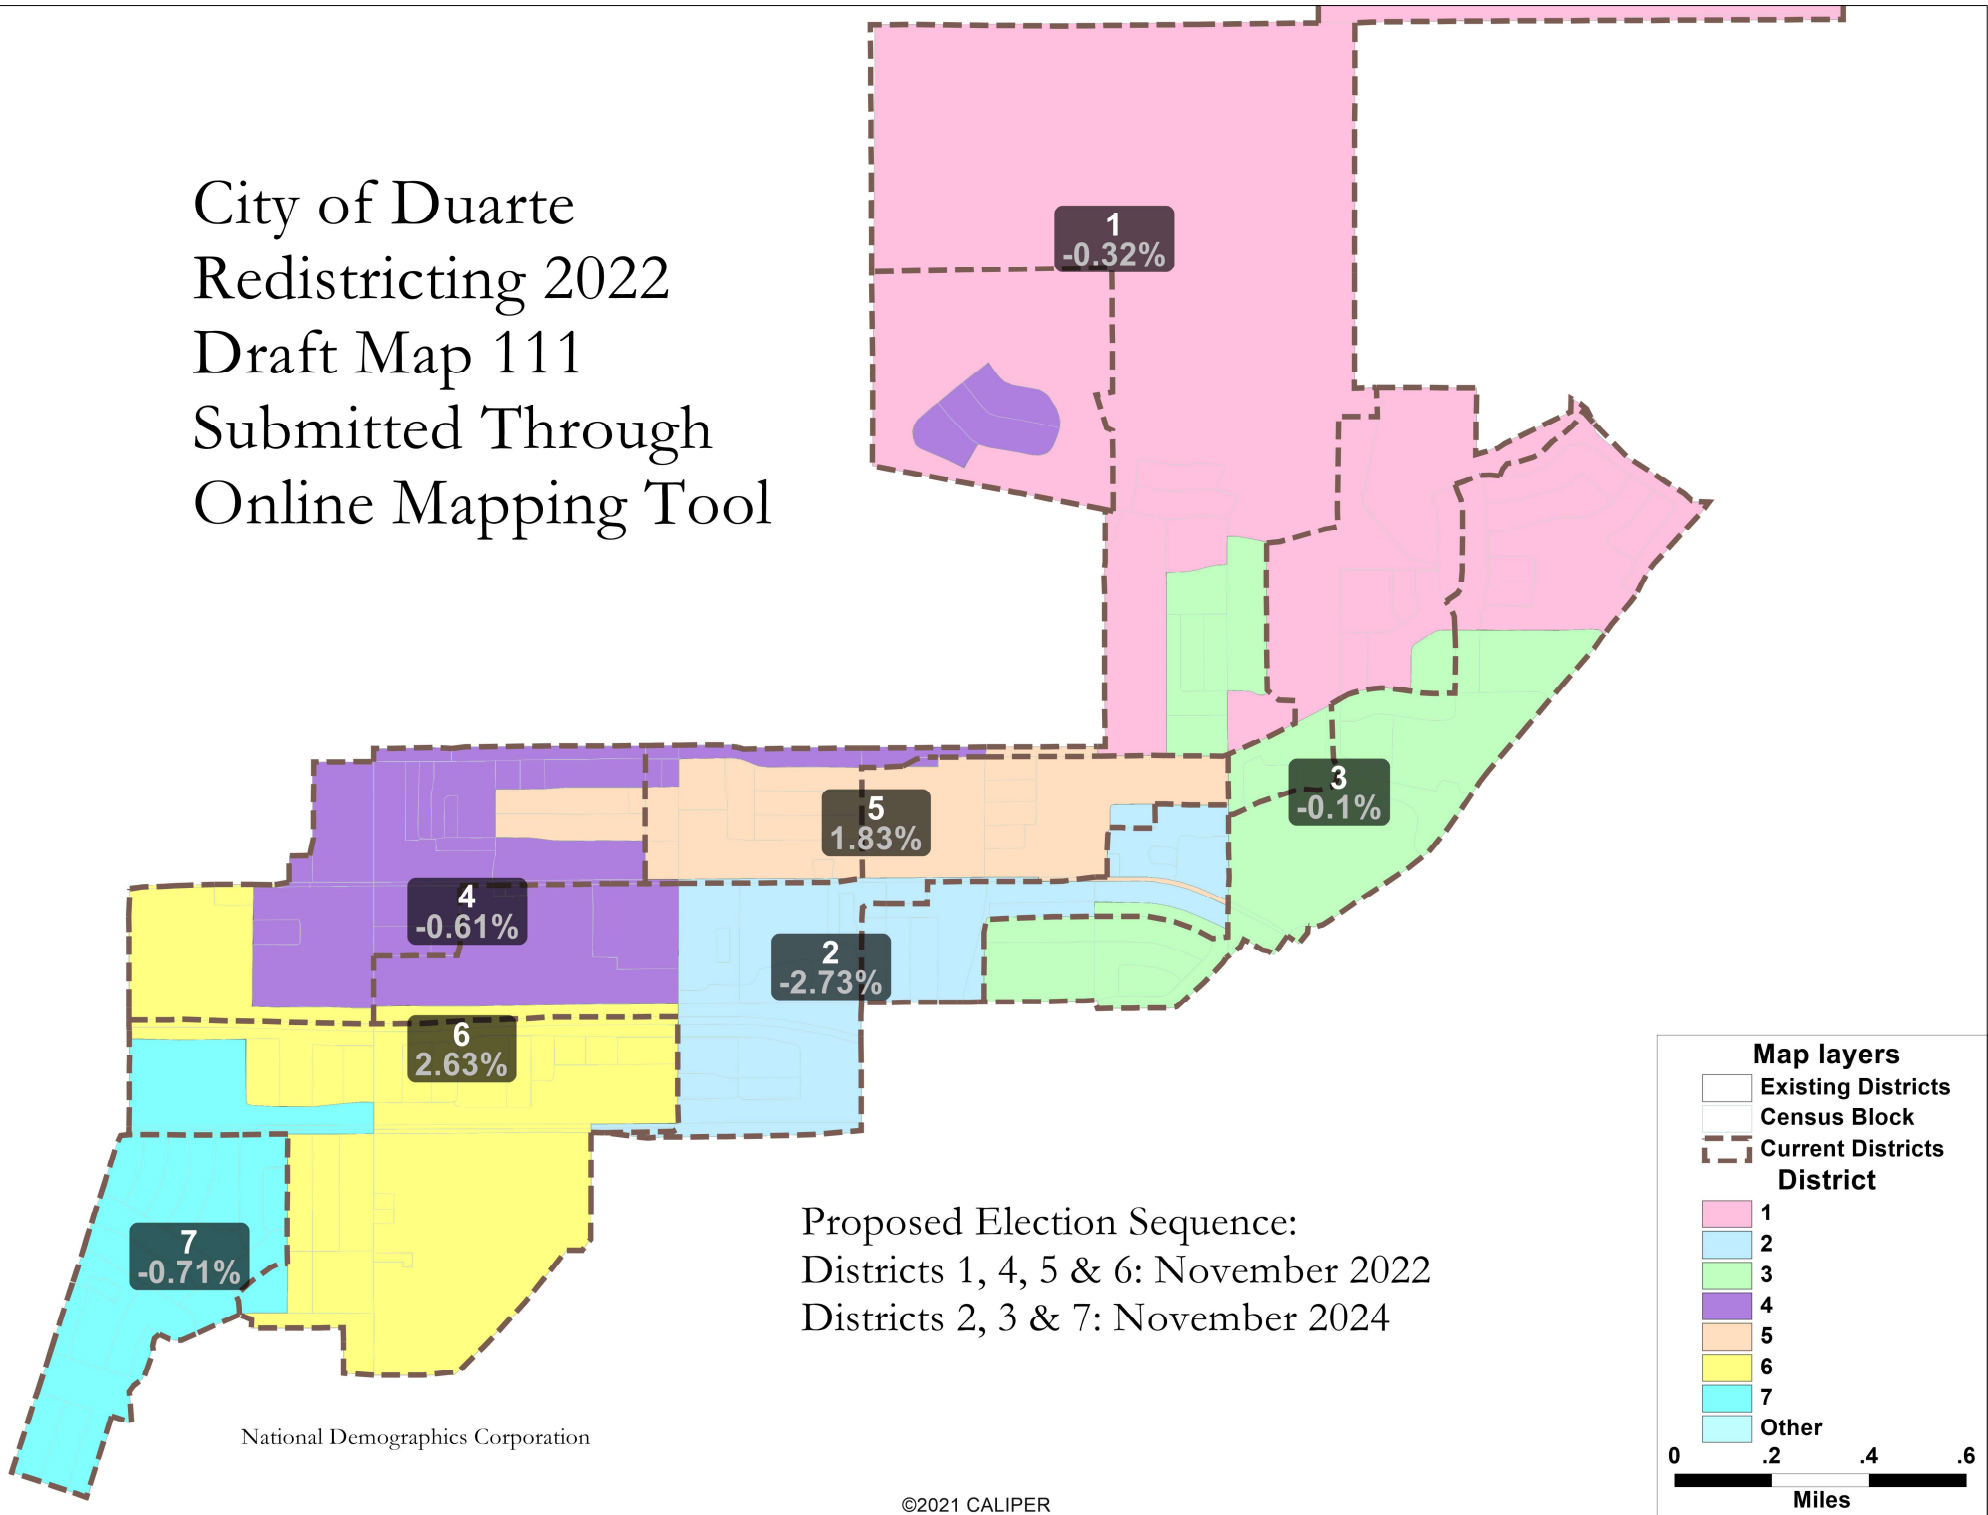 City of Duarte
Redistricting 2022
Draft Map 111
Submitted Through
Online Mapping Tool
1
-0.32%
3
-0.1%
5
1.83%
4
-0.61%
2
-2.73%
6
2.63%
7
-0.71%
Proposed Election Sequence:
Districts 1, 4, 5 & 6: November 2022
Districts 2, 3 & 7: November 2024
National Demographics Corporation
©2021 CALIPER
Map layers
Existing Districts
Census Block
Current Districts
District
1
2
3
4
5
6
7
Other
0 .2 .4 .6
Miles